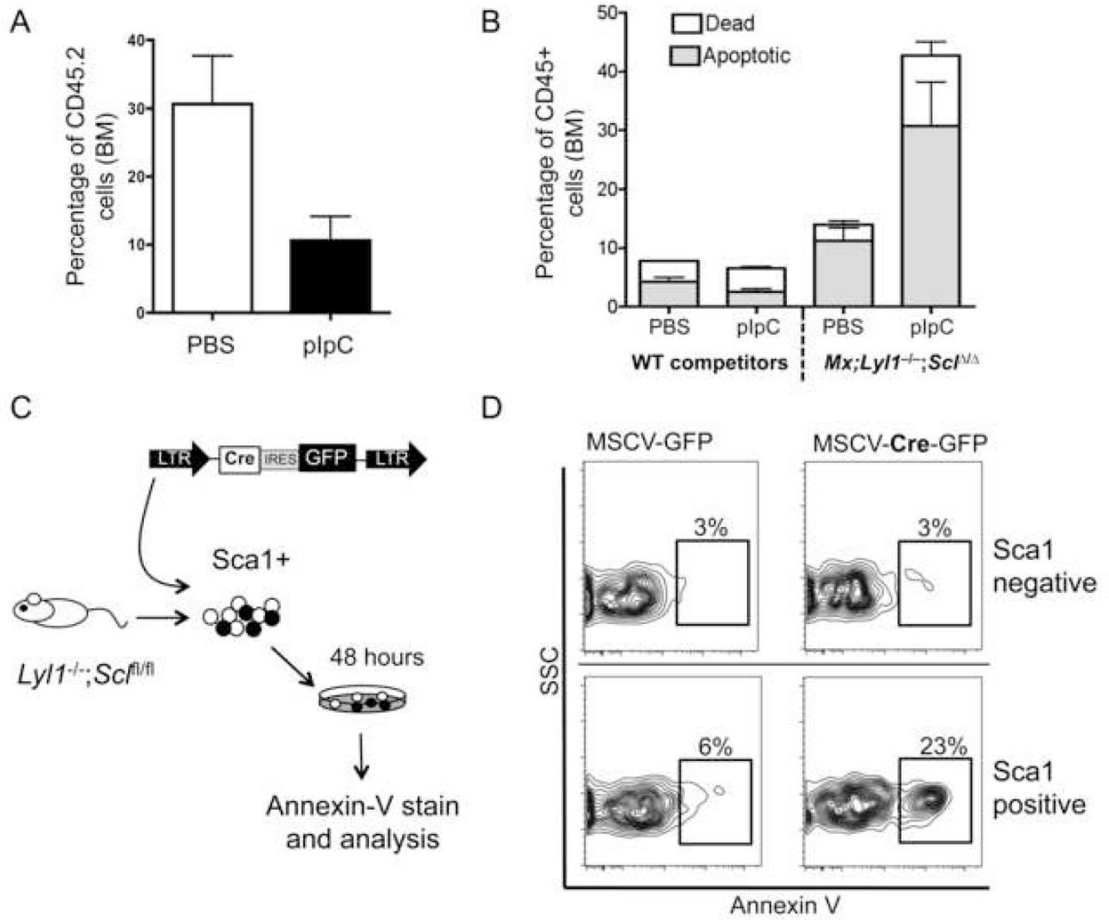 A
Percentage of CD45.2
cells (BM)
40
30
20
10
0
PBS
pIpC
B
Percentage of CD45+
cells (BM)
50
40
30
20
10
0
Dead
Apoptotic
PBS
pIpC
PBS
pIpC
WT competitors
Mx;Lyl1–/–;SclΔ/Δ
C
LTR
Cre
IRES
GFP
LTR
Sca1+
Lyl1-/-;Sclfl/fl
48 hours
Annexin-V stain
and analysis
D
MSCV-GFP
MSCV-Cre-GFP
3%
3%
Sca1
negative
SSC
6%
23%
Sca1
positive
Annexin V